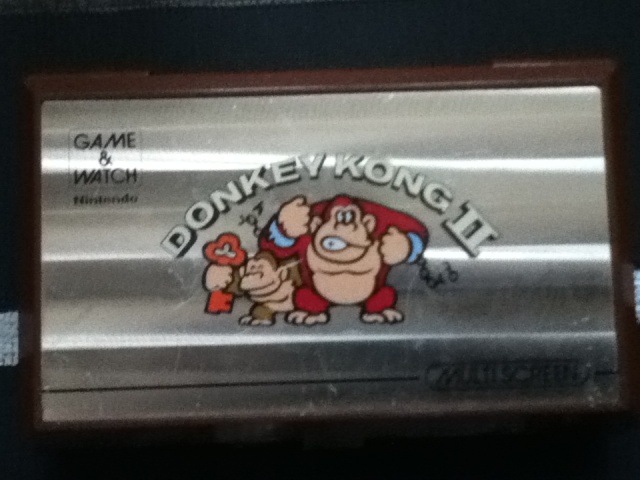 GAME
&
WATCH
Nintendo
DONKEY KONG II
MULTI SCREEN